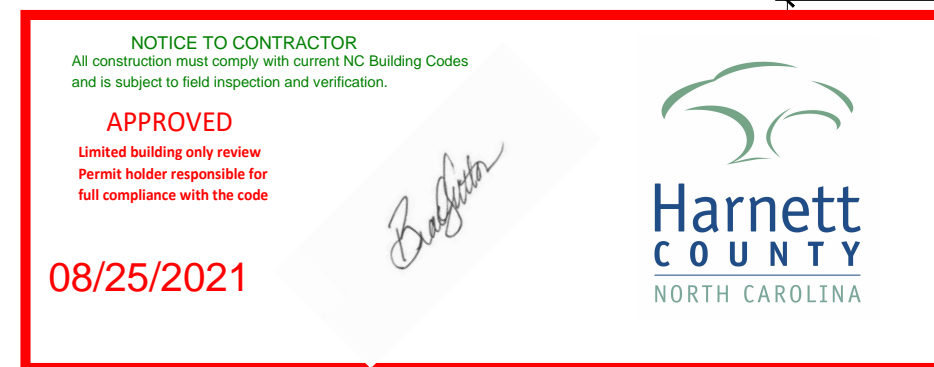 NOTICE TO CONTRACTOR
All construction must comply with current NC Building Codes
and is subject to field inspection and verification.
APPROVED
Limited building only review
Permit holder responsible for
full compliance with the code
08/25/2021
Harnett
COUNTY
NORTH CAROLINA